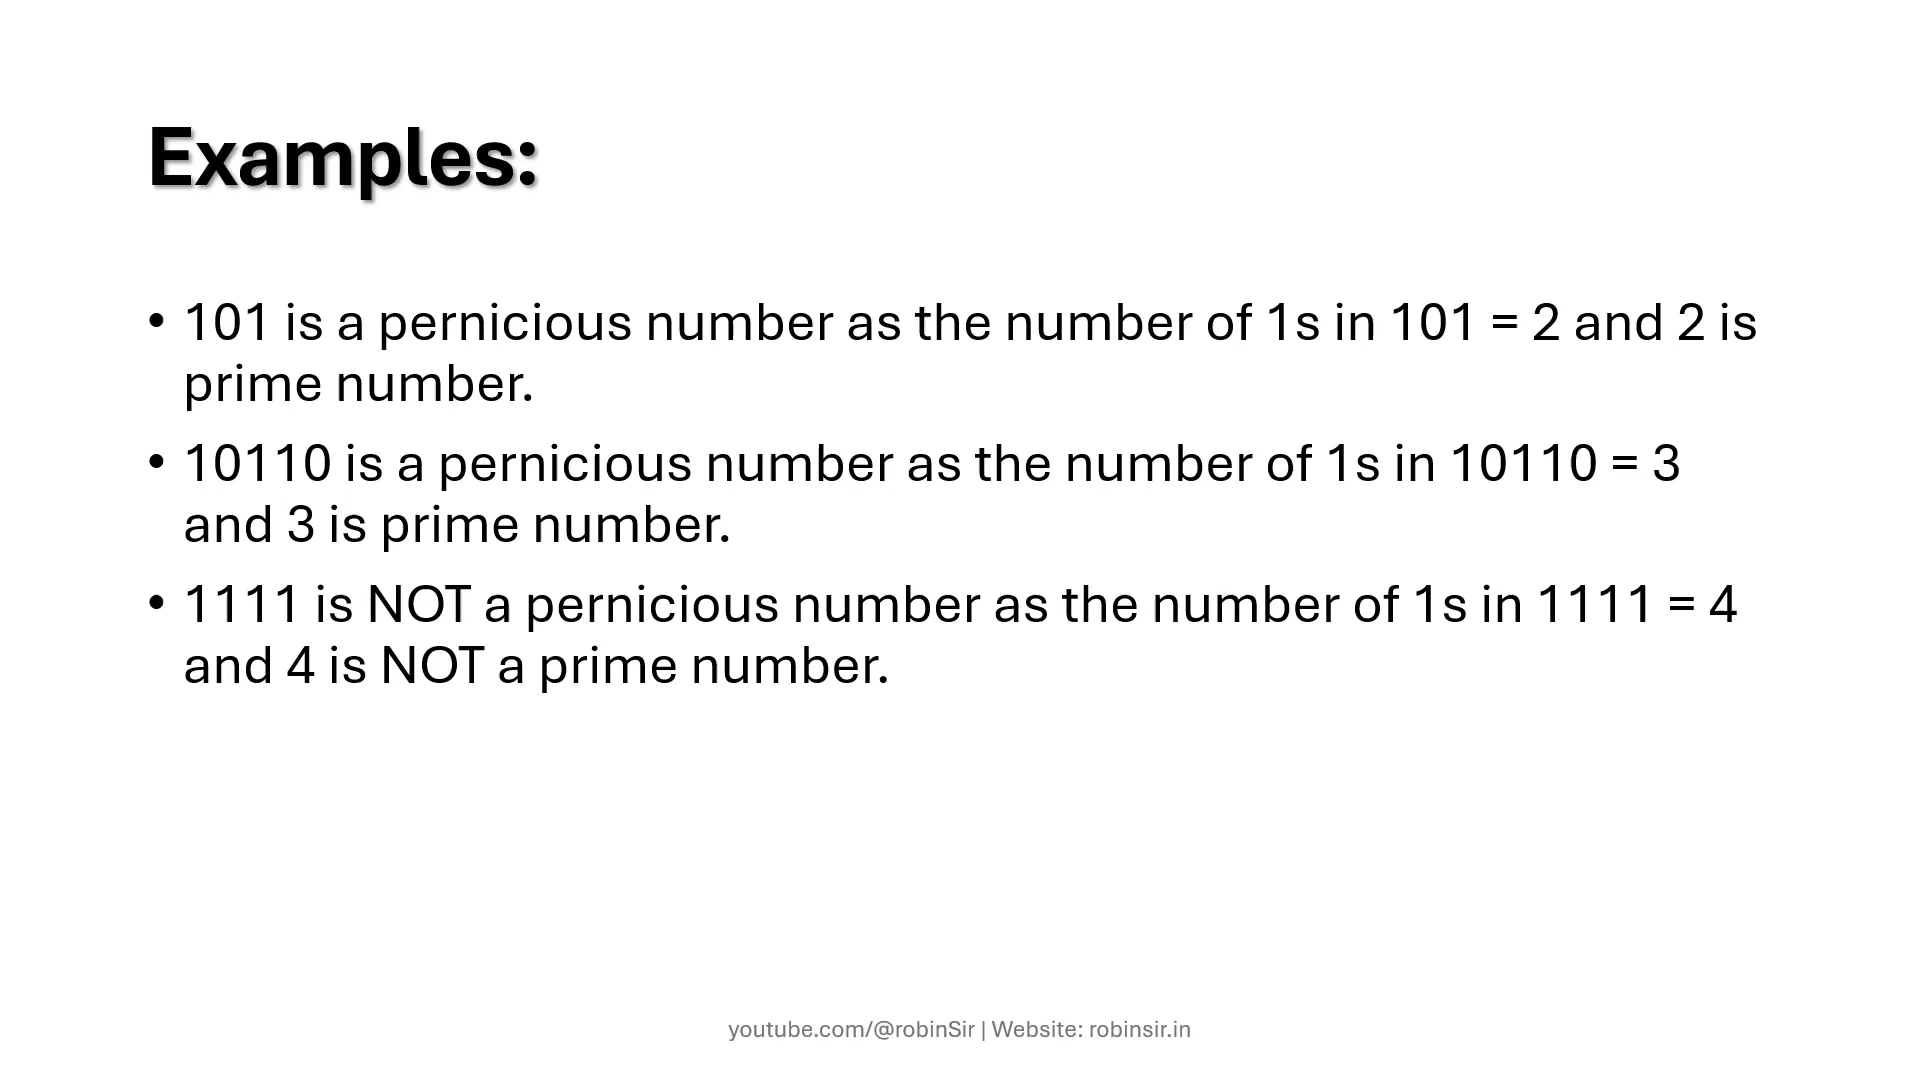 Examples:
• 101 is a pernicious number as the number of 1s in 101 = 2 and 2 is
prime number.
• 10110 is a pernicious number as the number of 1s in 10110 = 3
and 3 is prime number.
• 1111 is NOT a pernicious number as the number of 1s in 1111 = 4
and 4 is NOT a prime number.
youtube.com/@robinSir | Website: robinsir.in